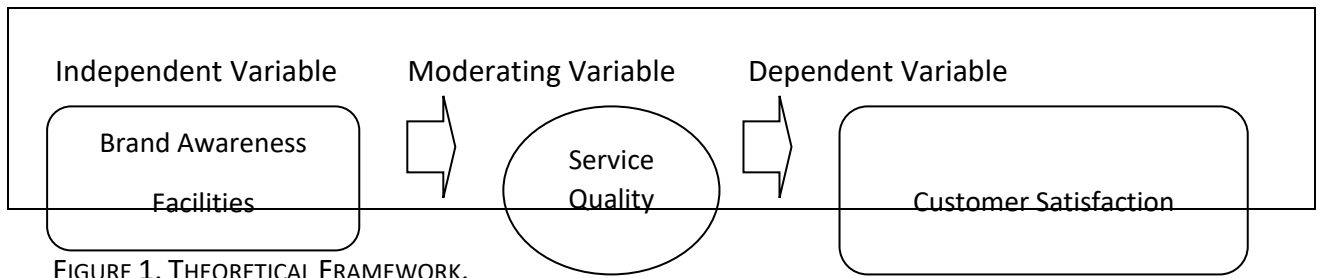 Independent Variable Moderating Variable Dependent Variable
Brand Awareness
Facilities
Service
Quality
Customer Satisfaction
FIGURE 1. THEORETICAL FRAMEWORK.